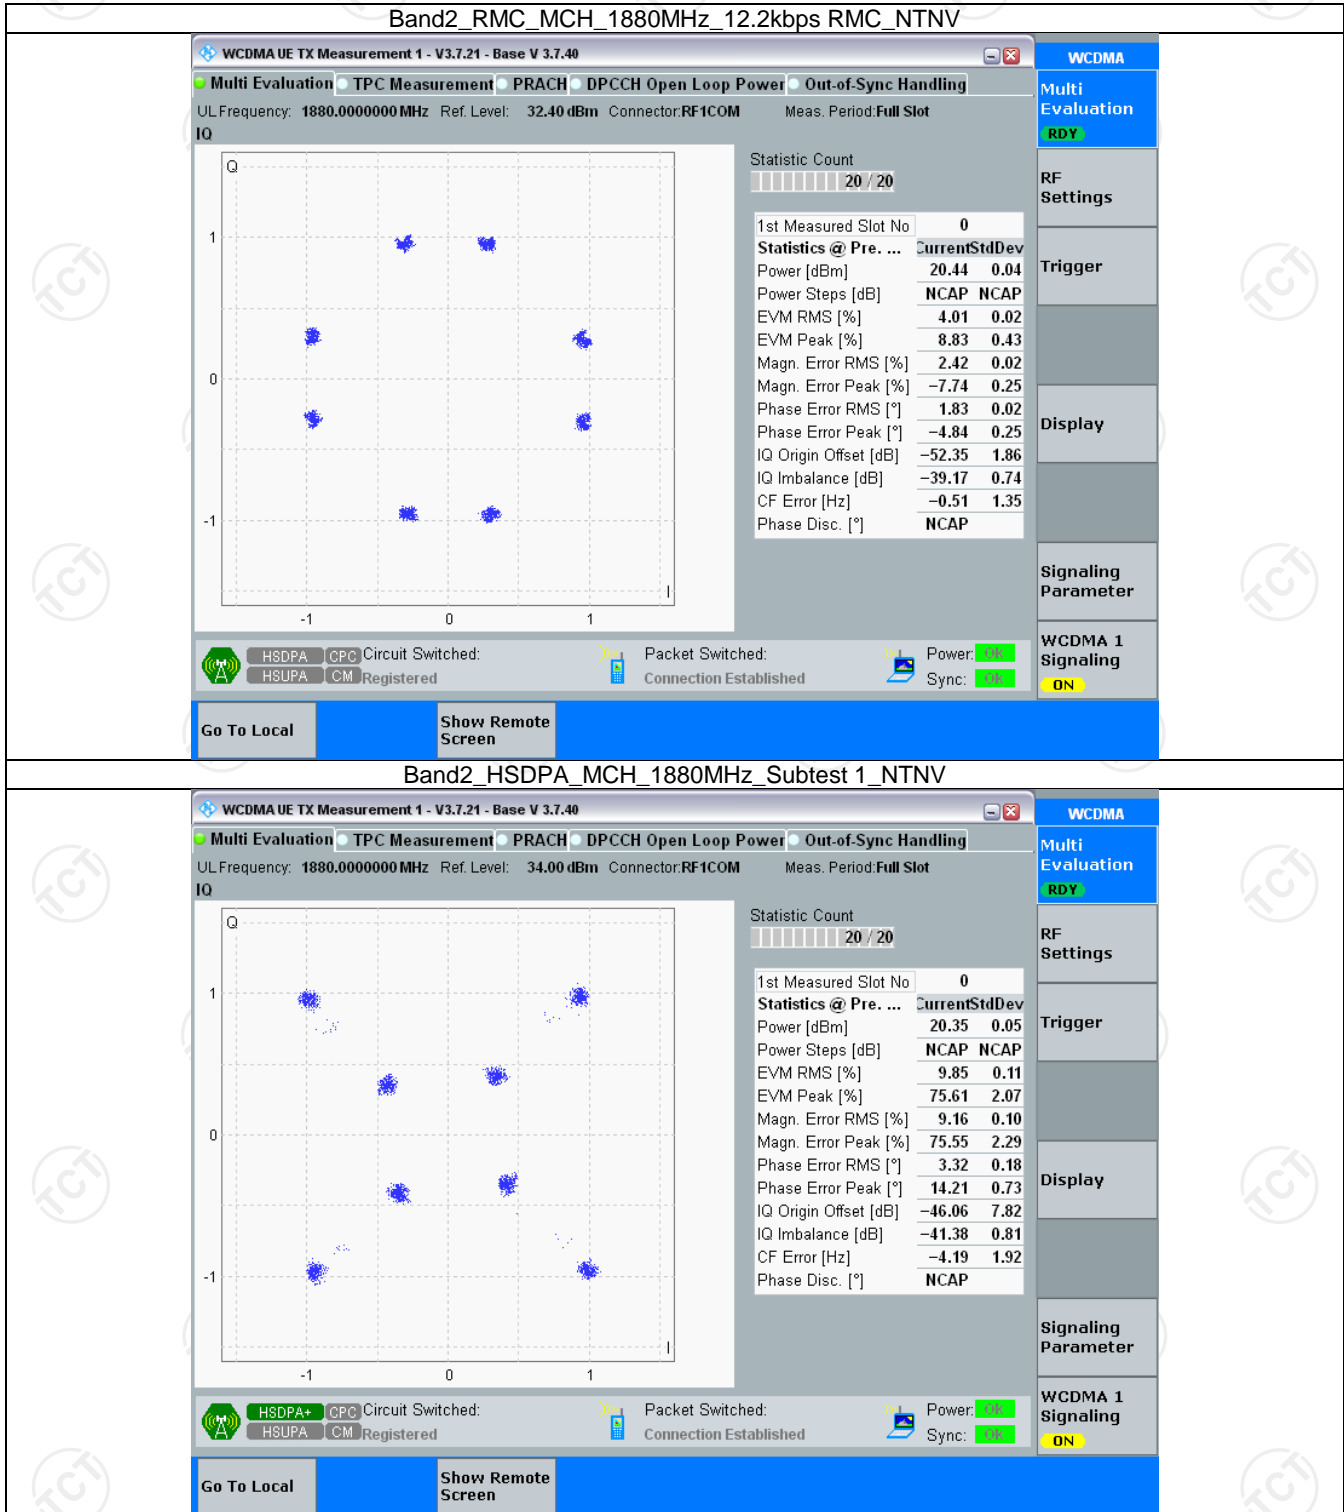 Band2_RMC_MCH_1880MHz_12.2kbps RMC_NTNV
WCDMA UE TX Measurement 1 - V3.7.21 - Base V 3.7.40
WCDMA
Multi Evaluation TPC Measurement PRACH DPCCH Open Loop Power Out-of-Sync Handling
Multi
Evaluation
RDY
UL Frequency: 1880.0000000 MHz Ref. Level: 32.40 dBm Connector:RF1COM Meas. Period:Full Slot
IQ
Q
1
0
-1
-1 0 1
I
Statistic Count
20 / 20
1st Measured Slot No 0
Statistics @ Pre. ... CurrentStdDev
Power [dBm] 20.44 0.04
Power Steps [dB] NCAP NCAP
EVM RMS [%] 4.01 0.02
EVM Peak [%] 8.83 0.43
Magn. Error RMS [%] 2.42 0.02
Magn. Error Peak [%] −7.74 0.25
Phase Error RMS [°] 1.83 0.02
Phase Error Peak [°] −4.84 0.25
IQ Origin Offset [dB] −52.35 1.86
IQ Imbalance [dB] −39.17 0.74
CF Error [Hz] −0.51 1.35
Phase Disc. [°] NCAP
RF
Settings
Trigger
Display
Signaling
Parameter
WCDMA 1
Signaling
ON
HSDPA CPC Circuit Switched: Packet Switched: Power: Ok
HSUPA CM Registered Connection Established Sync: Ok
Go To Local
Show Remote
Screen
Band2_HSDPA_MCH_1880MHz_Subtest 1_NTNV
WCDMA UE TX Measurement 1 - V3.7.21 - Base V 3.7.40
WCDMA
Multi Evaluation TPC Measurement PRACH DPCCH Open Loop Power Out-of-Sync Handling
Multi
Evaluation
RDY
UL Frequency: 1880.0000000 MHz Ref. Level: 34.00 dBm Connector:RF1COM Meas. Period:Full Slot
IQ
Q
1
0
-1
-1 0 1
I
Statistic Count
20 / 20
1st Measured Slot No 0
Statistics @ Pre. ... CurrentStdDev
Power [dBm] 20.35 0.05
Power Steps [dB] NCAP NCAP
EVM RMS [%] 9.85 0.11
EVM Peak [%] 75.61 2.07
Magn. Error RMS [%] 9.16 0.10
Magn. Error Peak [%] 75.55 2.29
Phase Error RMS [°] 3.32 0.18
Phase Error Peak [°] 14.21 0.73
IQ Origin Offset [dB] −46.06 7.82
IQ Imbalance [dB] −41.38 0.81
CF Error [Hz] −4.19 1.92
Phase Disc. [°] NCAP
RF
Settings
Trigger
Display
Signaling
Parameter
WCDMA 1
Signaling
ON
HSDPA+ CPC Circuit Switched: Packet Switched: Power: Ok
HSUPA CM Registered Connection Established Sync: Ok
Go To Local
Show Remote
Screen
TCT
TCT
TCT
TCT
TCT
TCT
TCT
TCT
TCT
TCT